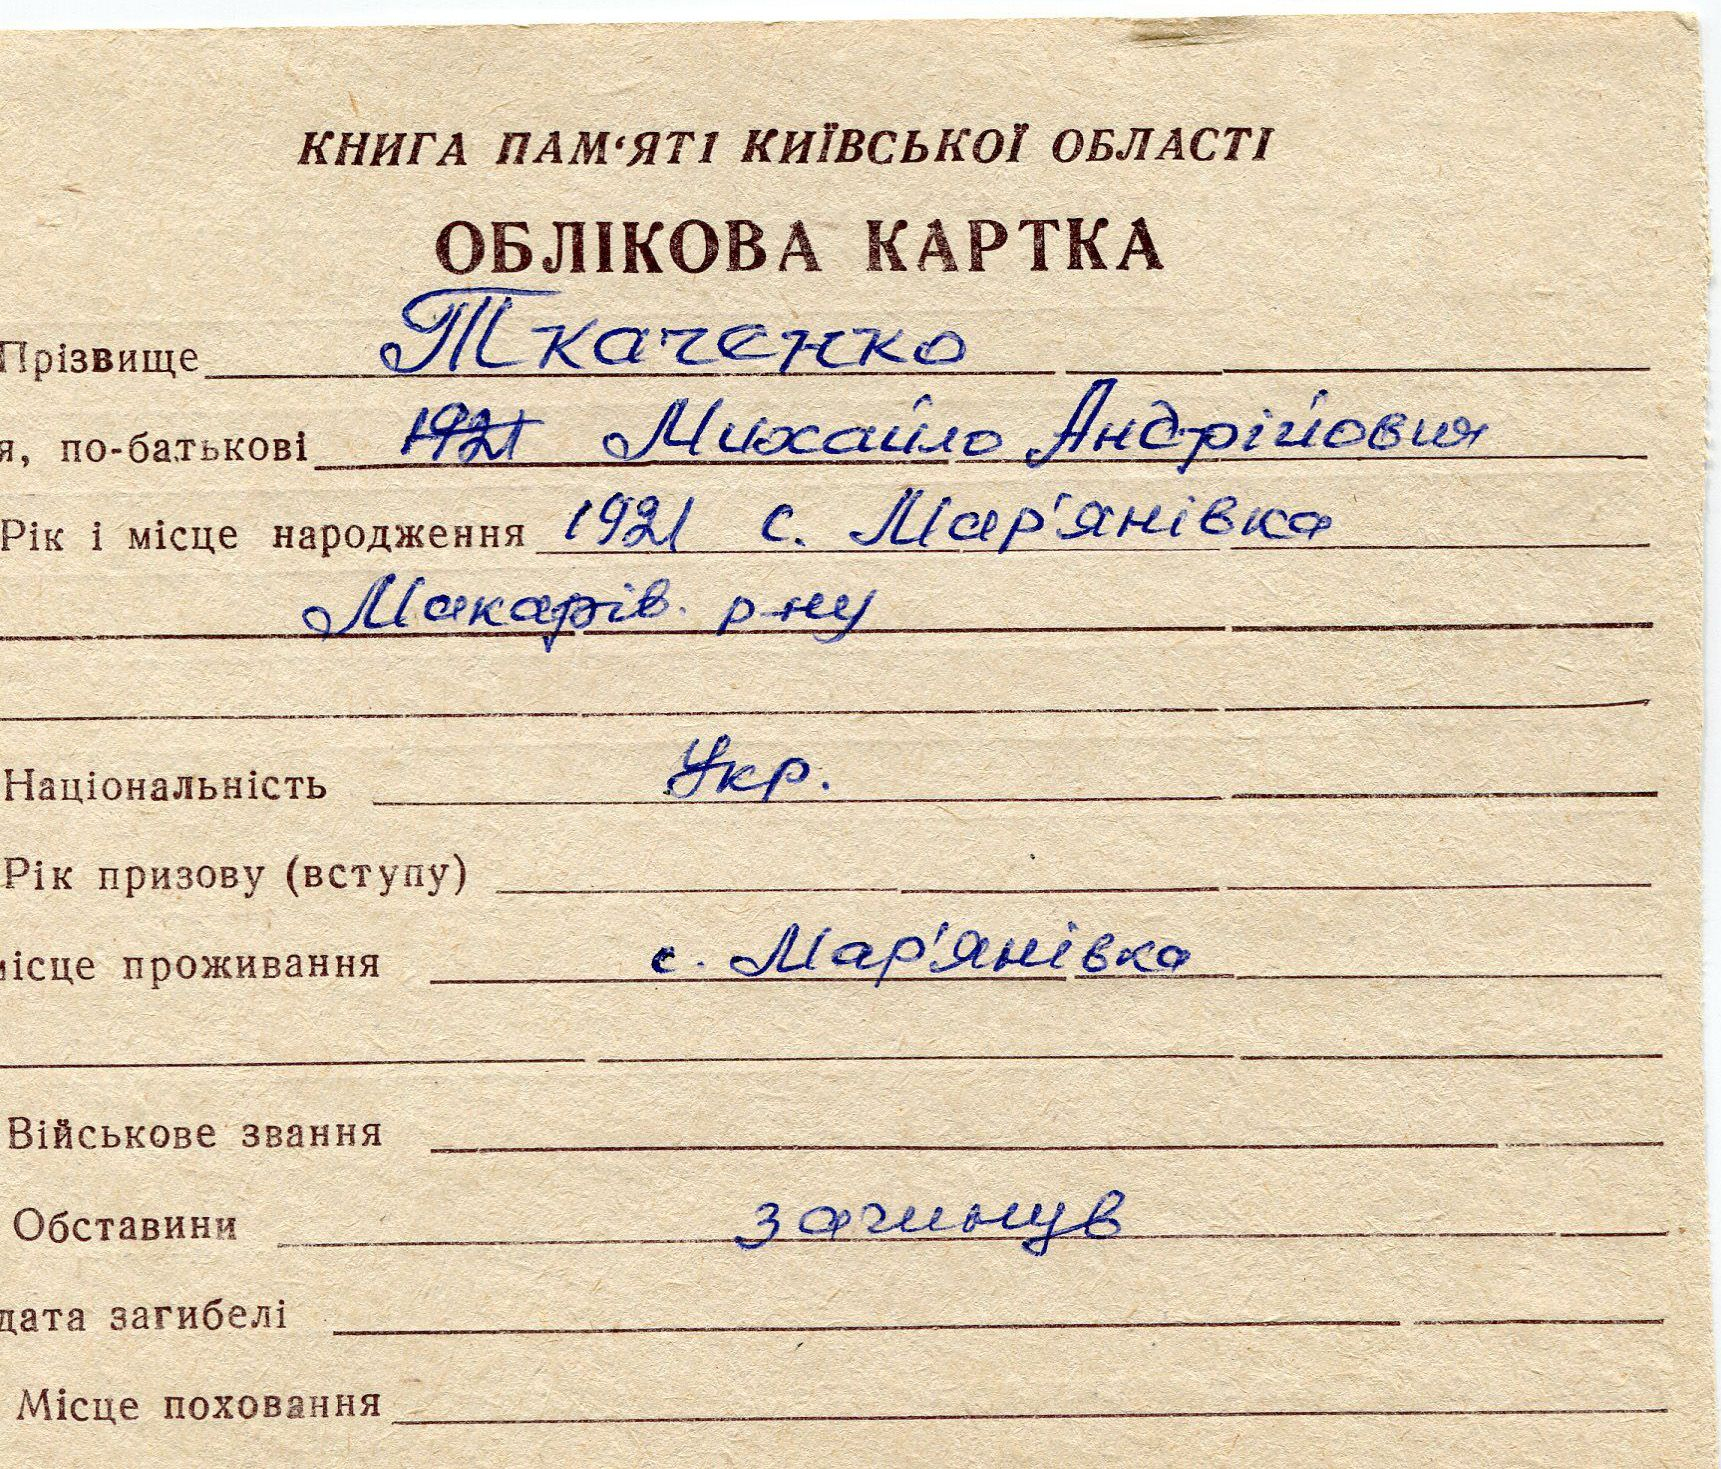 КНИГА ПАМ‘ЯТІ КИЇВСЬКОЇ ОБЛАСТІ
ОБЛІКОВА КАРТКА
Прізвище Ткаченко
я, по-батькові 1921 Михайло Андрійович
Рік і місце народження 1921 с. Мар'янівка
Макарів. р-ну
Національність Укр.
Рік призову (вступу)
місце проживання с. Мар'янівка
Військове звання
Обставини загинув
дата загибелі
Місце поховання